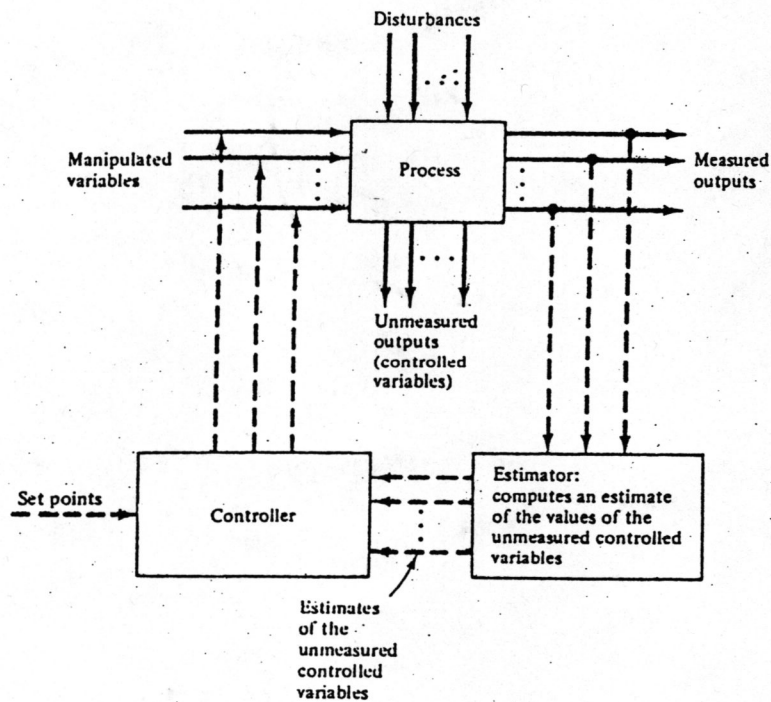 Disturbances
Manipulated
variables
Process
Measured
outputs
Unmeasured
outputs
(controlled
variables)
Set points
Controller
Estimator:
computes an estimate
of the values of the
unmeasured controlled
variables
Estimates
of the
unmeasured
controlled
variables